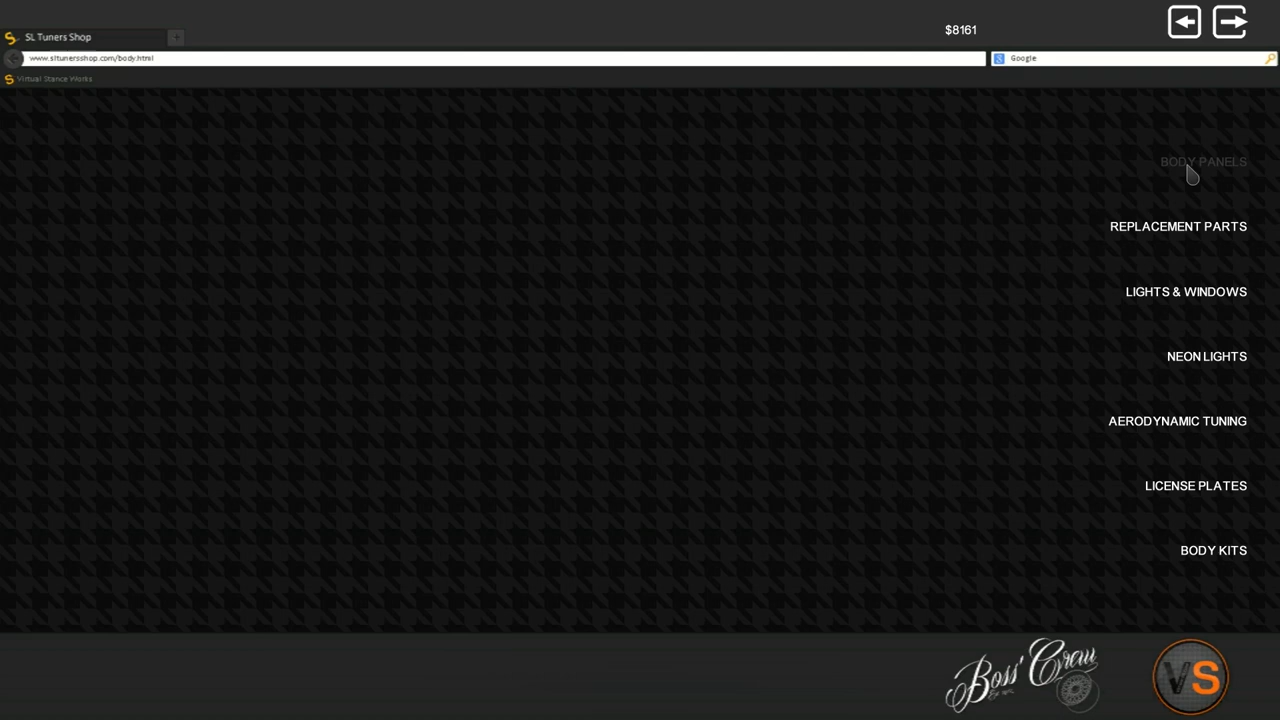 $8161
SL Tuners Shop
www.sltunersshop.com/body.html
Google
Virtual Stance Works
BODY PANELS
REPLACEMENT PARTS
LIGHTS & WINDOWS
NEON LIGHTS
AERODYNAMIC TUNING
LICENSE PLATES
BODY KITS
Boss' Crew
VS